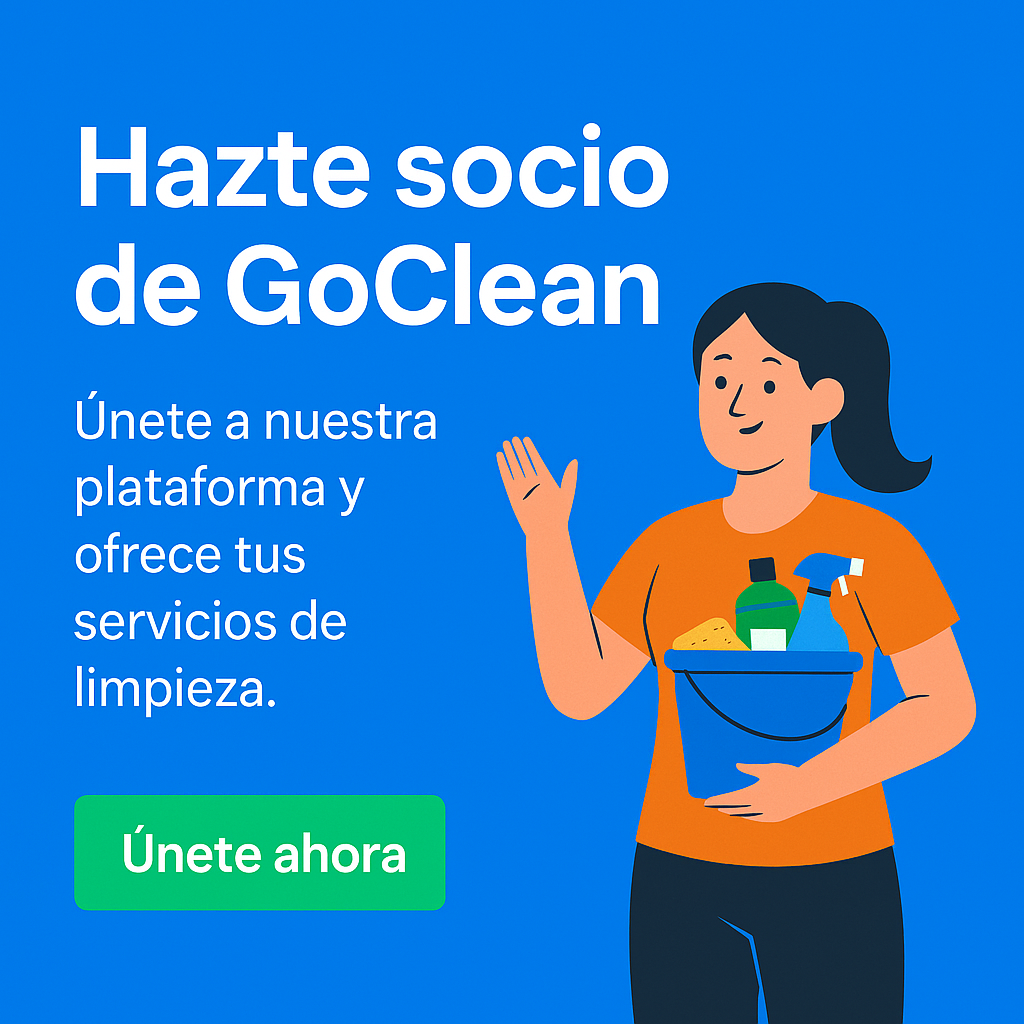 Hazte socio
de GoClean
Únete a nuestra
plataforma y
ofrece tus
servicios de
limpieza.
Únete ahora